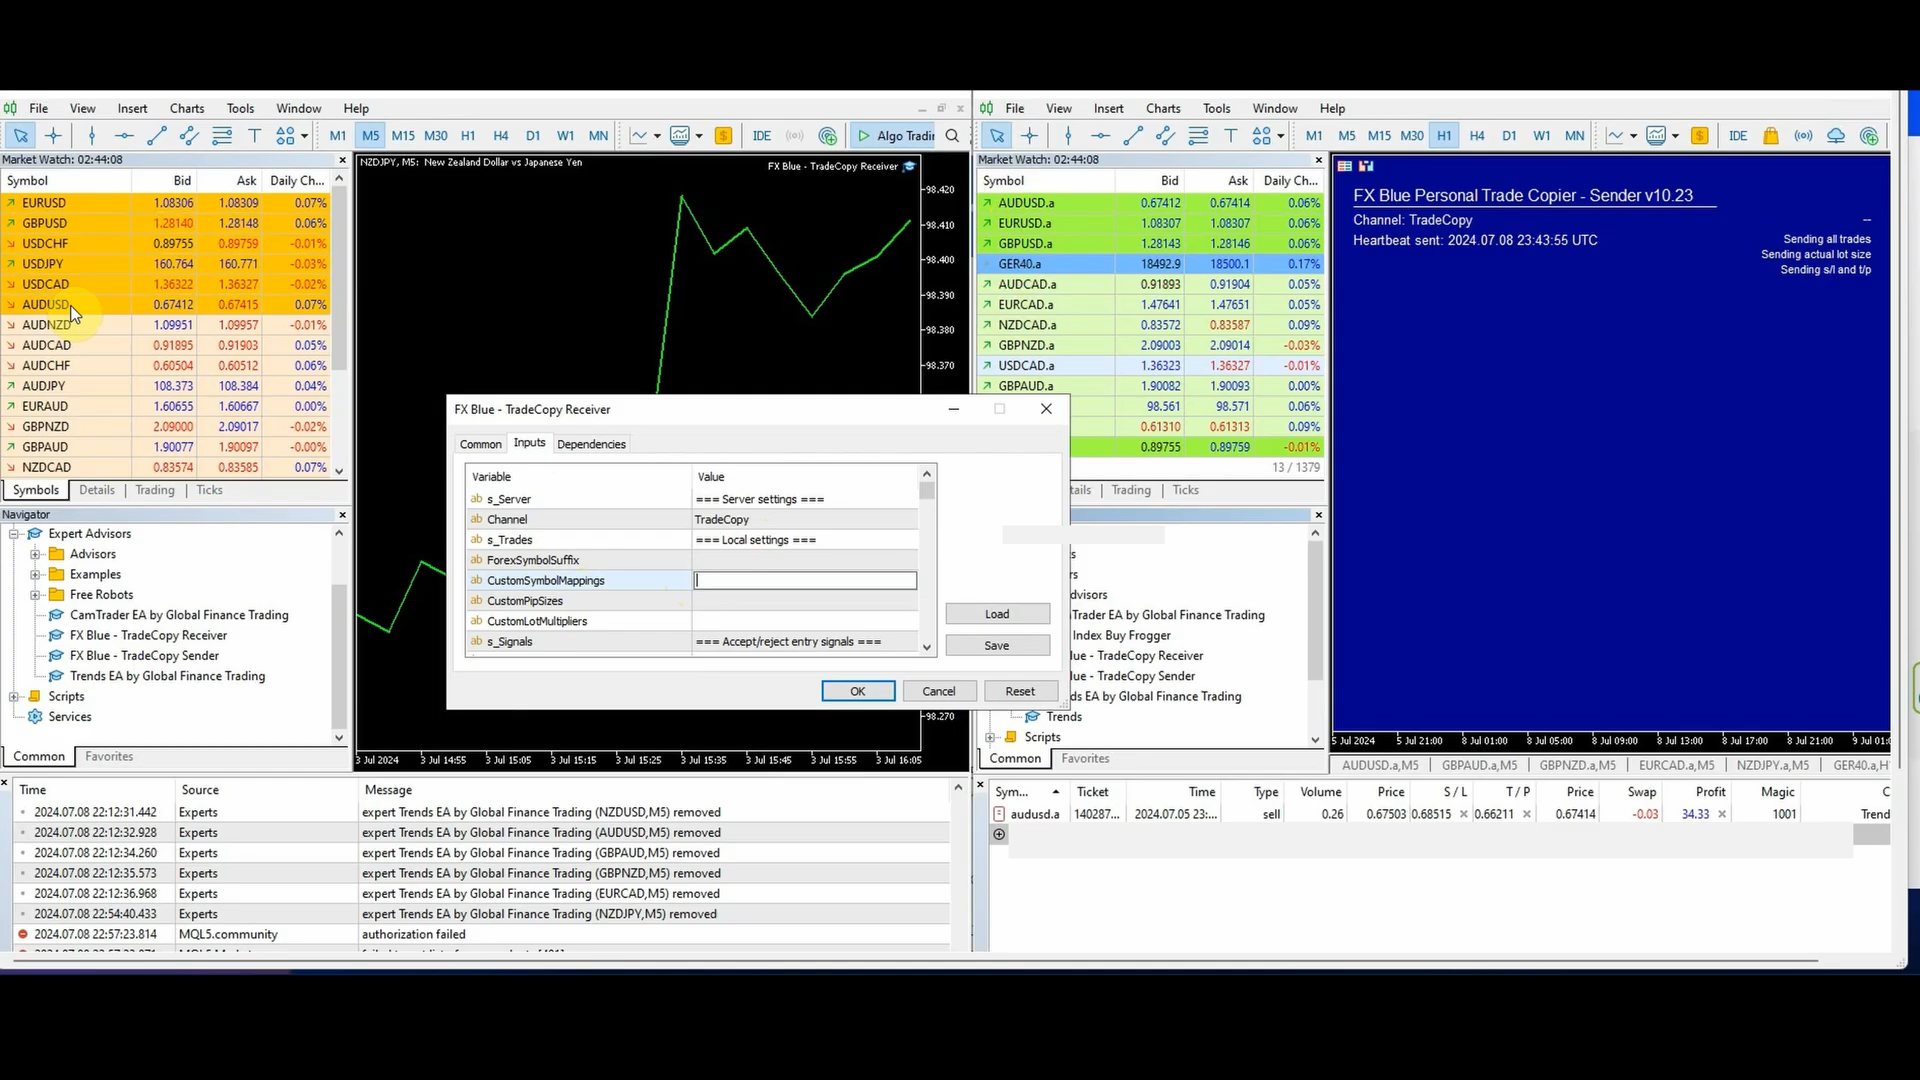 File View Insert Charts Tools Window Help
M1 M5 M15 M30 H1 H4 D1 W1 MN IDE Algo Tradin
Market Watch: 02:44:08
Symbol Bid Ask Daily Ch...
EURUSD 1.08306 1.08309 0.07%
GBPUSD 1.28140 1.28148 0.06%
USDCHF 0.89755 0.89759 -0.01%
USDJPY 160.764 160.771 -0.03%
USDCAD 1.36322 1.36327 -0.02%
AUDUSD 0.67412 0.67415 0.07%
AUDNZD 1.09951 1.09957 -0.01%
AUDCAD 0.91895 0.91903 0.05%
AUDCHF 0.60504 0.60512 0.06%
AUDJPY 108.373 108.384 0.04%
EURAUD 1.60655 1.60667 0.00%
GBPNZD 2.09000 2.09017 -0.02%
GBPAUD 1.90077 1.90097 -0.00%
NZDCAD 0.83574 0.83585 0.07%
Symbols Details Trading Ticks
Navigator
Expert Advisors
Advisors
Examples
Free Robots
CamTrader EA by Global Finance Trading
FX Blue - TradeCopy Receiver
FX Blue - TradeCopy Sender
Trends EA by Global Finance Trading
Scripts
Services
Common Favorites
NZDJPY, M5: New Zealand Dollar vs Japanese Yen
FX Blue - TradeCopy Receiver
98.420
98.410
98.400
98.390
98.380
98.370
98.270
3 Jul 2024 3 Jul 14:55 3 Jul 15:05 3 Jul 15:15 3 Jul 15:25 3 Jul 15:35 3 Jul 15:45 3 Jul 15:55 3 Jul 16:05
FX Blue - TradeCopy Receiver
Common Inputs Dependencies
Variable Value
s_Server === Server settings ===
Channel TradeCopy
s_Trades === Local settings ===
ForexSymbolSuffix
CustomSymbolMappings
CustomPipSizes
CustomLotMultipliers
s_Signals === Accept/reject entry signals ===
Load
Save
OK Cancel Reset
Time Source Message
2024.07.08 22:12:31.442 Experts expert Trends EA by Global Finance Trading (NZDUSD,M5) removed
2024.07.08 22:12:32.928 Experts expert Trends EA by Global Finance Trading (AUDUSD,M5) removed
2024.07.08 22:12:34.260 Experts expert Trends EA by Global Finance Trading (GBPAUD,M5) removed
2024.07.08 22:12:35.573 Experts expert Trends EA by Global Finance Trading (GBPNZD,M5) removed
2024.07.08 22:12:36.968 Experts expert Trends EA by Global Finance Trading (EURCAD,M5) removed
2024.07.08 22:54:40.433 Experts expert Trends EA by Global Finance Trading (NZDJPY,M5) removed
2024.07.08 22:57:23.814 MQL5.community authorization failed
File View Insert Charts Tools Window Help
M1 M5 M15 M30 H1 H4 D1 W1 MN IDE
Market Watch: 02:44:08
Symbol Bid Ask Daily Ch...
AUDUSD.a 0.67412 0.67414 0.06%
EURUSD.a 1.08307 1.08307 0.06%
GBPUSD.a 1.28143 1.28146 0.06%
GER40.a 18492.9 18500.1 0.17%
AUDCAD.a 0.91893 0.91904 0.05%
EURCAD.a 1.47641 1.47651 0.05%
NZDCAD.a 0.83572 0.83587 0.09%
GBPNZD.a 2.09003 2.09014 -0.03%
USDCAD.a 1.36323 1.36327 -0.01%
GBPAUD.a 1.90082 1.90093 0.00%
98.561 98.571 0.06%
0.61310 0.61313 0.09%
0.89755 0.89759 -0.01%
13 / 1379
tails Trading Ticks
dvisors
mTrader EA by Global Finance Trading
Index Buy Frogger
lue - TradeCopy Receiver
lue - TradeCopy Sender
ds EA by Global Finance Trading
Trends
Scripts
Common Favorites
FX Blue Personal Trade Copier - Sender v10.23
Channel: TradeCopy --
Heartbeat sent: 2024.07.08 23:43:55 UTC
Sending all trades
Sending actual lot size
Sending s/l and t/p
5 Jul 2024 5 Jul 21:00 8 Jul 01:00 8 Jul 05:00 8 Jul 09:00 8 Jul 13:00 8 Jul 17:00 8 Jul 21:00 9 Jul 01:0
AUDUSD.a,M5 GBPAUD.a,M5 GBPNZD.a,M5 EURCAD.a,M5 NZDJPY.a,M5 GER40.a,H
Sym... Ticket Time Type Volume Price S / L T / P Price Swap Profit Magic C
audusd.a 140287... 2024.07.05 23:... sell 0.26 0.67503 0.68515 0.66211 0.67414 -0.03 34.33 1001 Trend